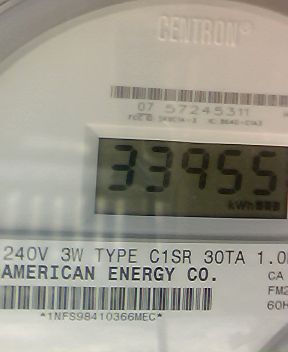 CENTRON®
07 57245311
33955
kWh
240V 3W TYPE C1SR 30TA 1.0
AMERICAN ENERGY CO.
CA
FM2
60H
*1NFS98410366MEC*